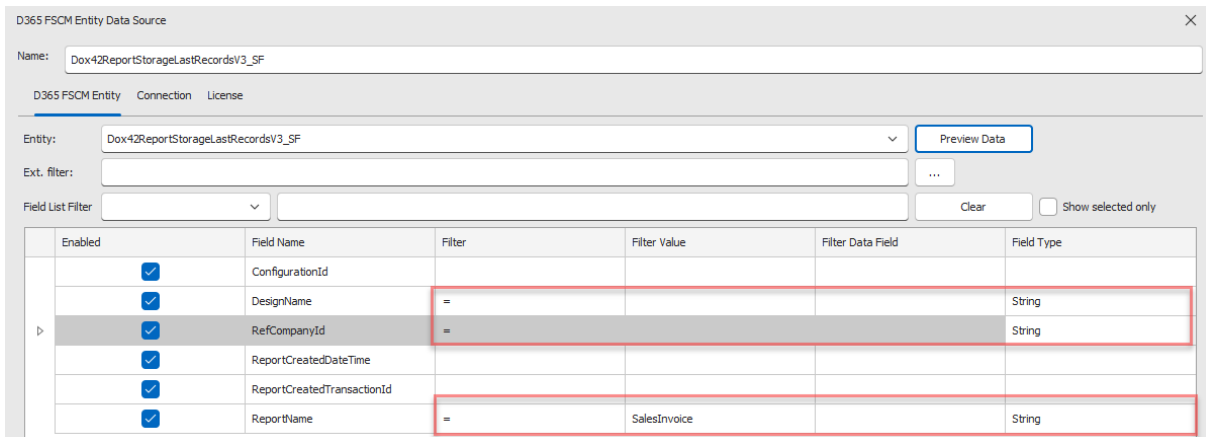 D365 FSCM Entity Data Source
Name: Dox42ReportStorageLastRecordsV3_SF
D365 FSCM Entity Connection License
Entity: Dox42ReportStorageLastRecordsV3_SF Preview Data
Ext. filter: ...
Field List Filter Clear Show selected only
Enabled Field Name Filter Filter Value Filter Data Field Field Type
ConfigurationId
DesignName = String
RefCompanyId = String
ReportCreatedDateTime
ReportCreatedTransactionId
ReportName = SalesInvoice String